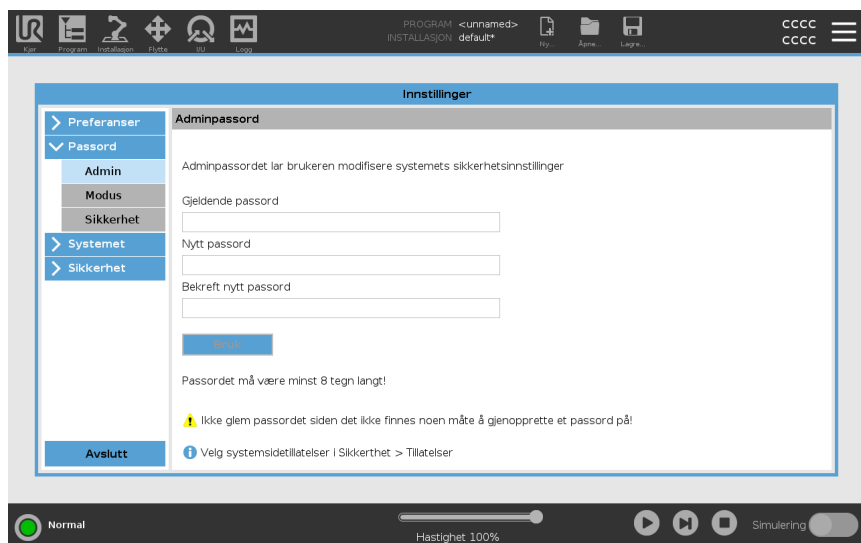 PROGRAM <unnamed>
INSTALLASJON default*
CCCC
CCCC
Kjør Program Installasjon Flytte I/U Logg Ny... Åpne... Lagre...
Innstillinger
Preferanser
Passord
Admin
Modus
Sikkerhet
Systemet
Sikkerhet
Avslutt
Adminpassord
Adminpassordet lar brukeren modifisere systemets sikkerhetsinnstillinger
Gjeldende passord
Nytt passord
Bekreft nytt passord
Bruk
Passordet må være minst 8 tegn langt!
Ikke glem passordet siden det ikke finnes noen måte å gjenopprette et passord på!
Velg systemsidetillatelser i Sikkerthet > Tillatelser
Normal
Hastighet 100%
Simulering